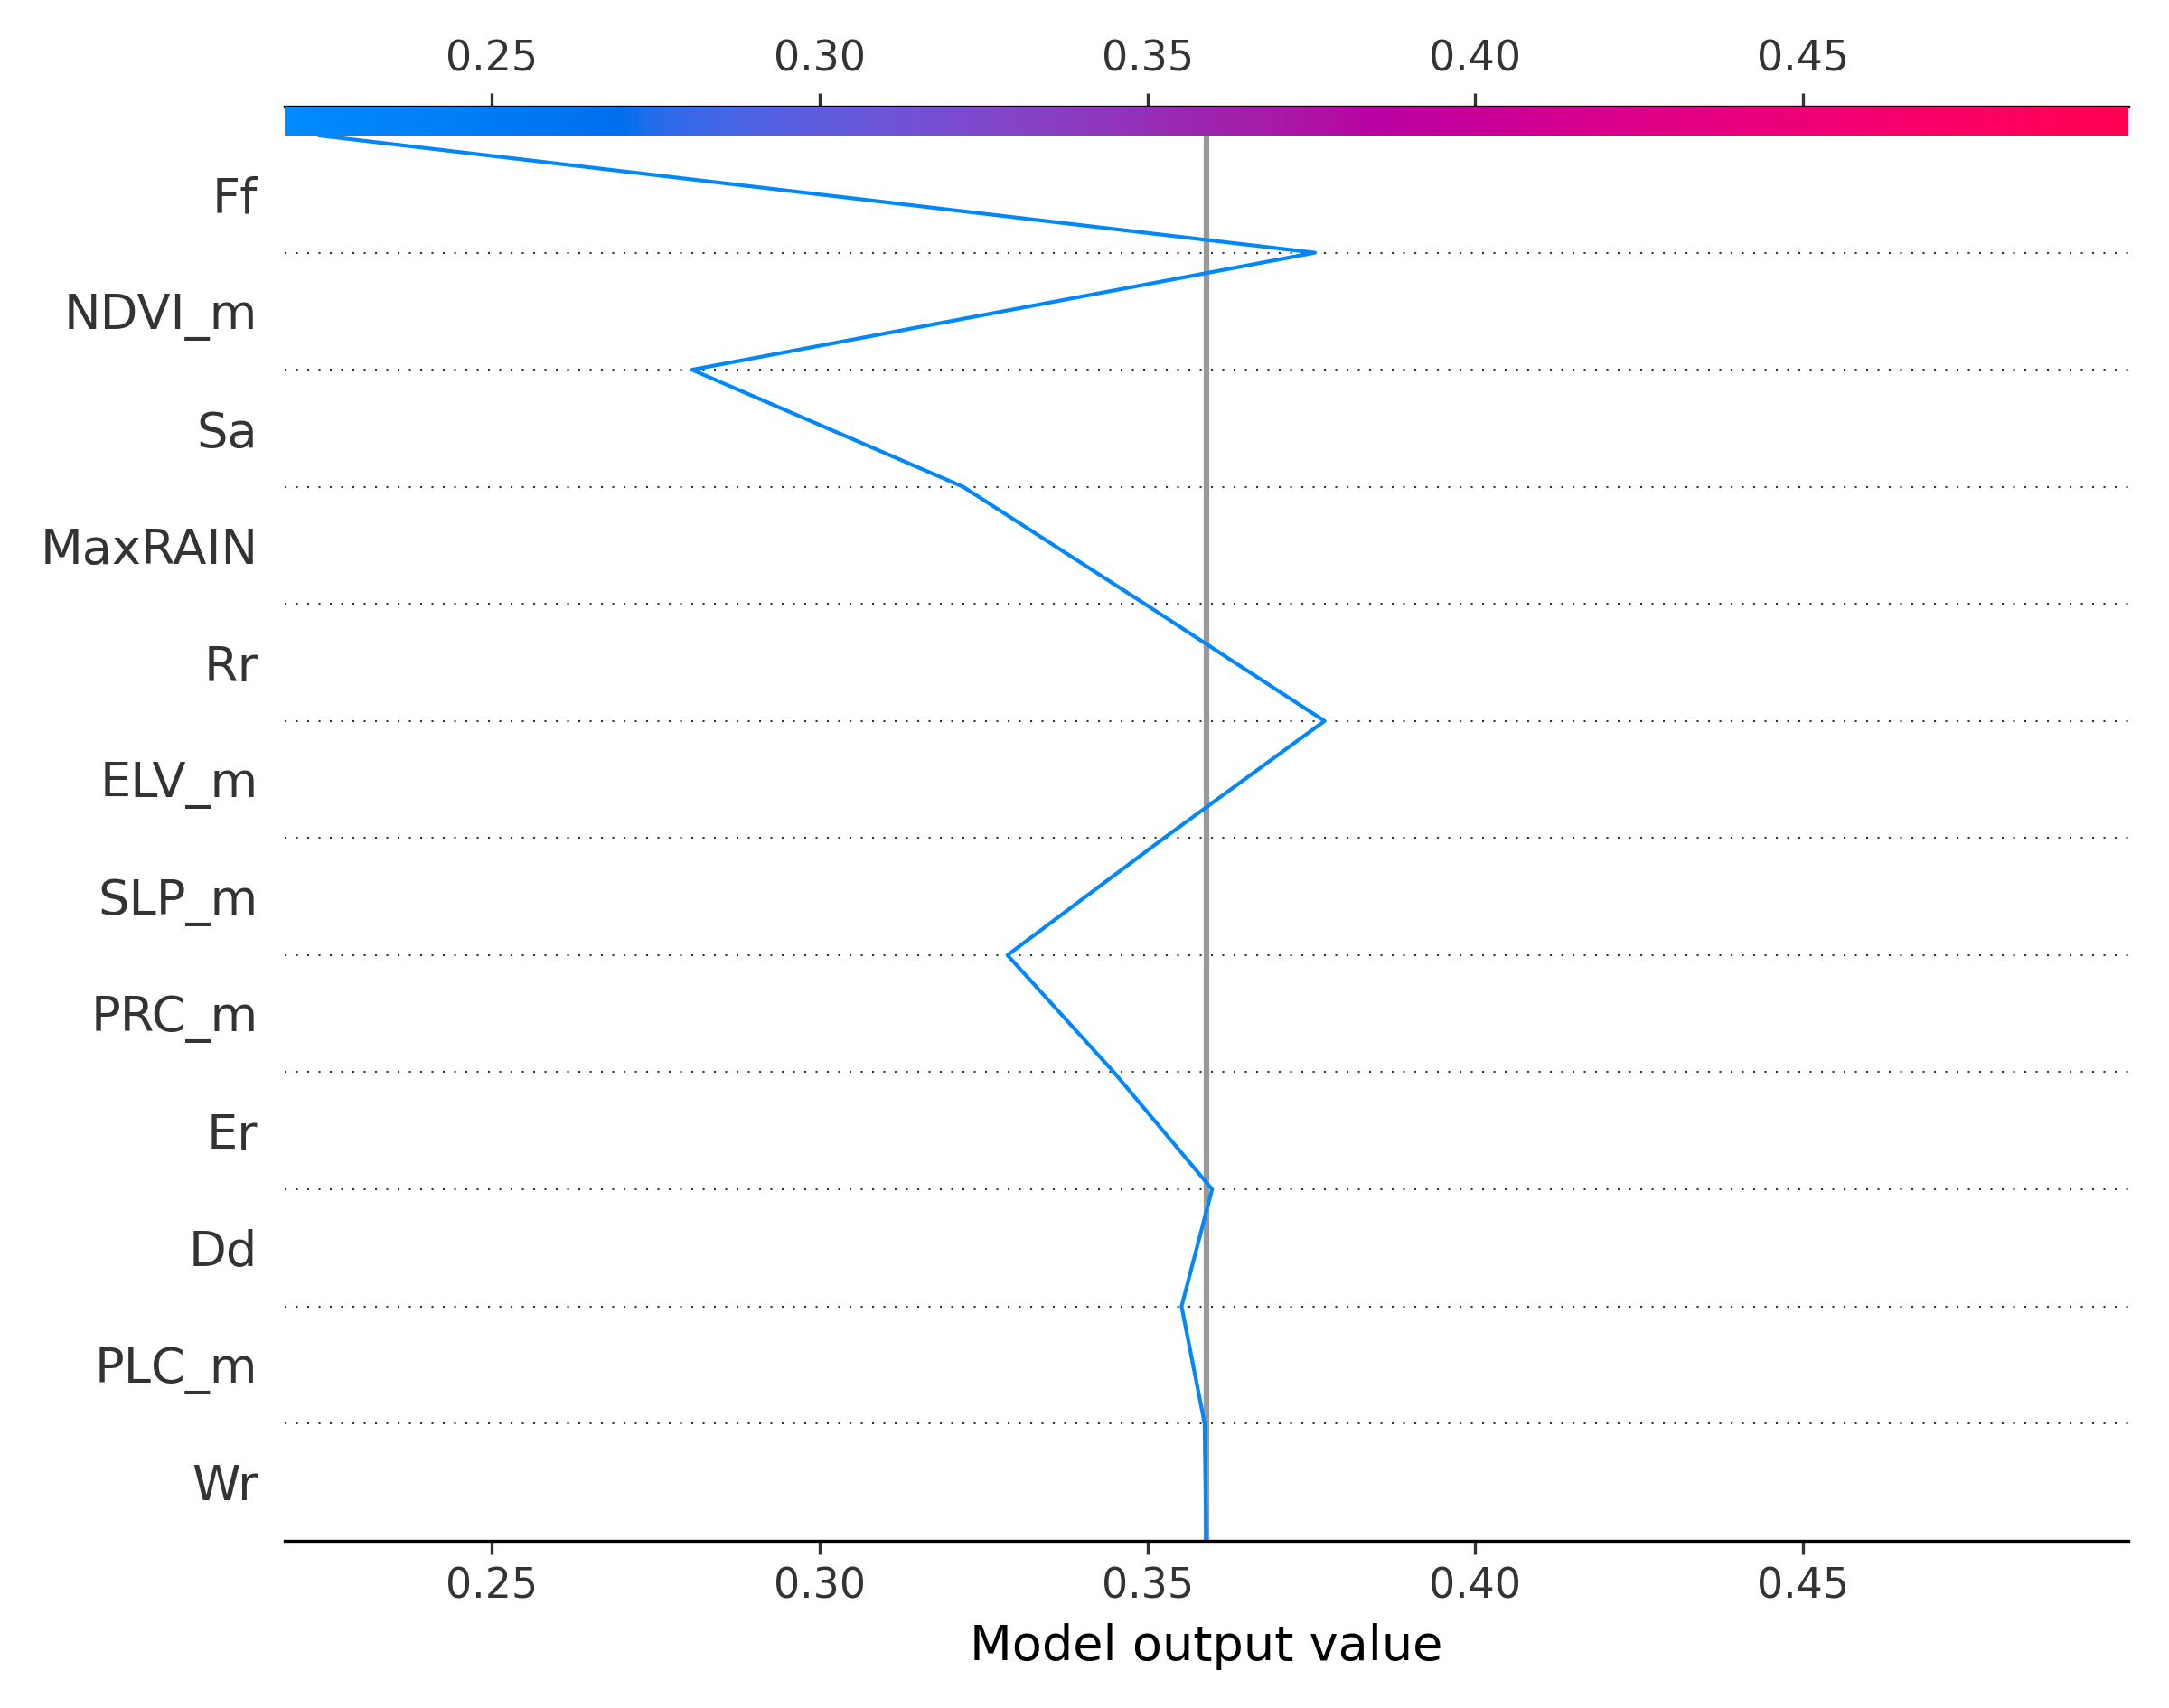 0.25 0.30 0.35 0.40 0.45
Ff
NDVI_m
Sa
MaxRAIN
Rr
ELV_m
SLP_m
PRC_m
Er
Dd
PLC_m
Wr
0.25 0.30 0.35 0.40 0.45
Model output value